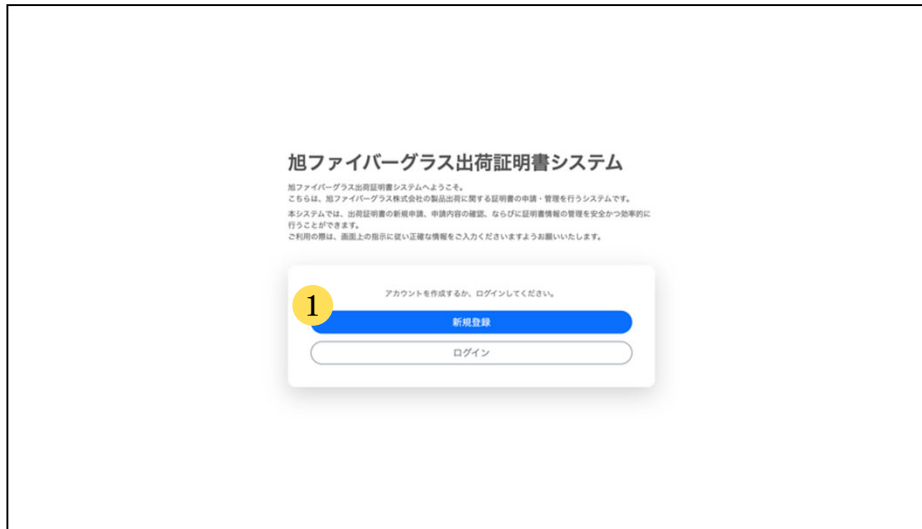 旭ファイバーグラス出荷証明書システム
旭ファイバーグラス出荷証明書システムへようこそ。
こちらは、旭ファイバーグラス株式会社の製品出荷に関する証明書の申請・管理を行うシステムです。
本システムでは、出荷証明書の新規申請、申請内容の確認、ならびに証明書情報の管理を安全かつ効率的に
行うことができます。
ご利用の際は、画面上の指示に従い正確な情報をご入力くださいますようお願いいたします。
アカウントを作成するか、ログインしてください。
1
新規登録
ログイン